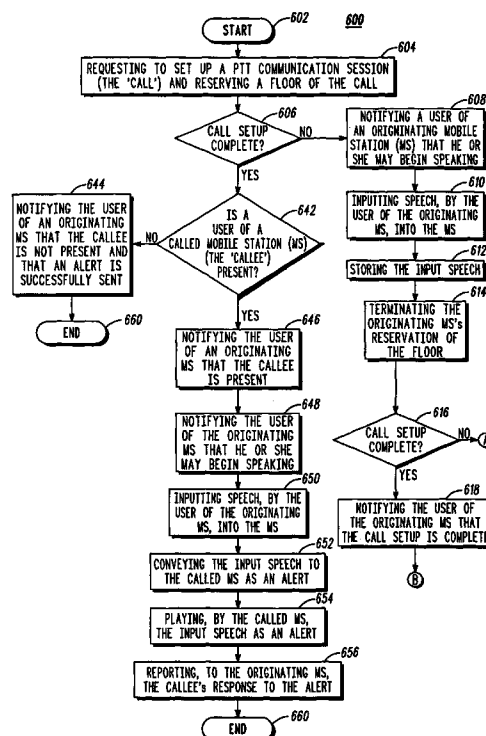 600
602
START
604
REQUESTING TO SET UP A PTT COMMUNICATION SESSION
(THE 'CALL') AND RESERVING A FLOOR OF THE CALL
606
CALL SETUP
COMPLETE?
NO
YES
608
NOTIFYING A USER OF
AN ORIGNINATING MOBILE
STATION (MS) THAT HE OR
SHE MAY BEGIN SPEAKING
610
INPUTTING SPEECH, BY THE
USER OF THE ORIGINATING
MS, INTO THE MS
612
STORING THE INPUT SPEECH
614
TERMINATING THE
ORIGINATING MS's
RESERVATION OF
THE FLOOR
616
CALL SETUP
COMPLETE?
NO
A
YES
618
NOTIFYING THE USER OF
THE ORIGINATING MS THAT
THE CALL SETUP IS COMPLETE
B
642
IS A
USER OF A
CALLED MOBILE STATION (MS)
(THE 'CALLEE')
PRESENT?
NO
YES
644
NOTIFYING THE USER
OF AN ORIGINATING
MS THAT THE CALLEE
IS NOT PRESENT AND
THAT AN ALERT IS
SUCCESSFULLY SENT
END
660
646
NOTIFYING THE USER
OF AN ORIGINATING
MS THAT THE CALLEE
IS PRESENT
648
NOTIFYING THE USER
OF THE ORIGINATING
MS THAT HE OR SHE
MAY BEGIN SPEAKING
650
INPUTTING SPEECH, BY THE
USER OF THE ORIGINATING
MS, INTO THE MS
652
CONVEYING THE INPUT SPEECH TO
THE CALLED MS AS AN ALERT
654
PLAYING, BY THE CALLED MS,
THE INPUT SPEECH AS AN ALERT
656
REPORTING, TO THE ORIGINATING MS,
THE CALLEE's RESPONSE TO THE ALERT
END
660